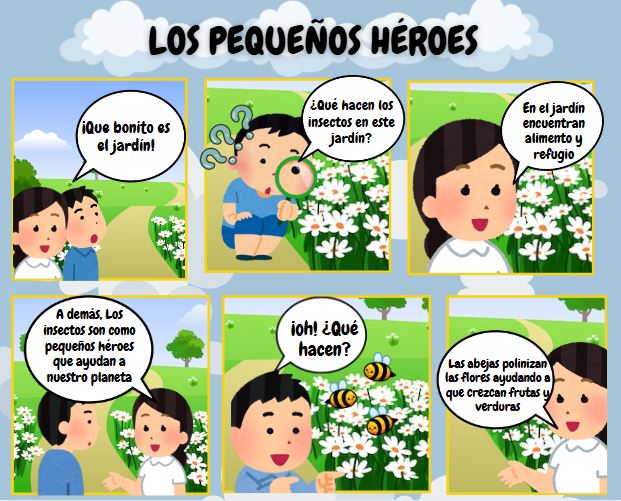 LOS PEQUEÑOS HÉROES
¡Que bonito es
el jardín!
¿Qué hacen los
insectos en este
jardín?
En el jardín
encuentran
alimento y
refugio
A demás, Los
insectos son como
pequeños héroes
que ayudan a
nuestro planeta
¡oh! ¿Qué
hacen?
Las abejas polinizan
las flores ayudando a
que crezcan frutas y
verduras